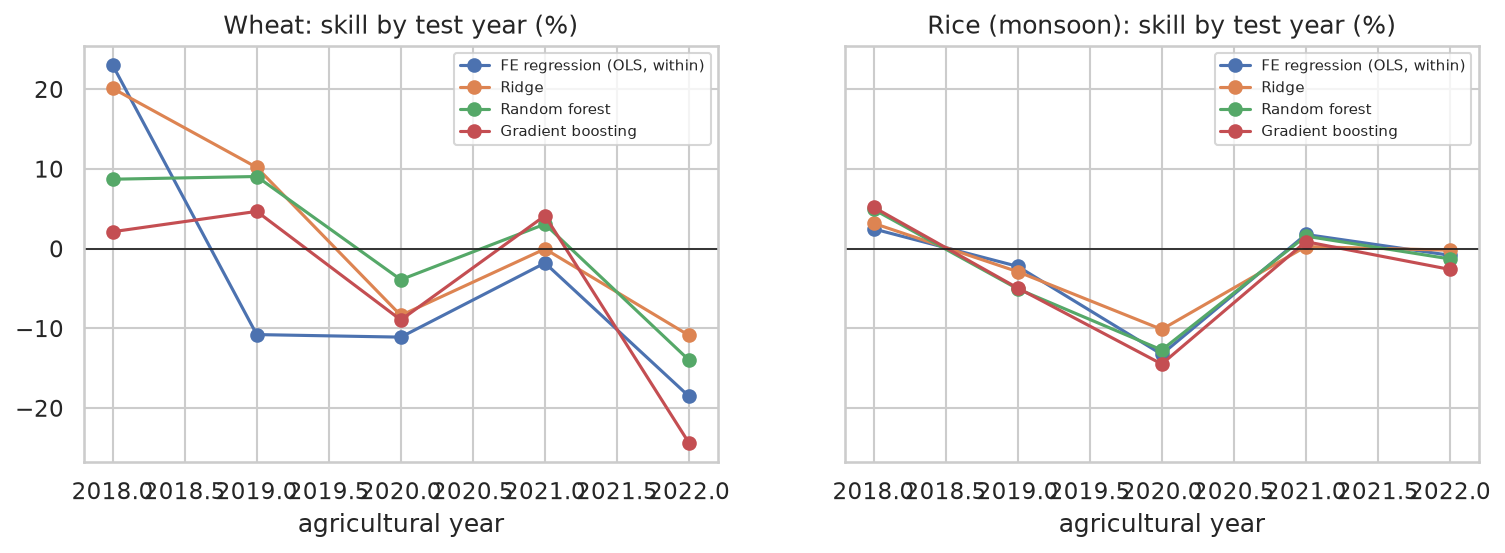 Wheat: skill by test year (%)
FE regression (OLS, within)
Ridge
Random forest
Gradient boosting
20
10
0
−10
−20
2018.0 2018.5 2019.0 2019.5 2020.0 2020.5 2021.0 2021.5 2022.0
agricultural year
Rice (monsoon): skill by test year (%)
FE regression (OLS, within)
Ridge
Random forest
Gradient boosting
2018.0 2018.5 2019.0 2019.5 2020.0 2020.5 2021.0 2021.5 2022.0
agricultural year